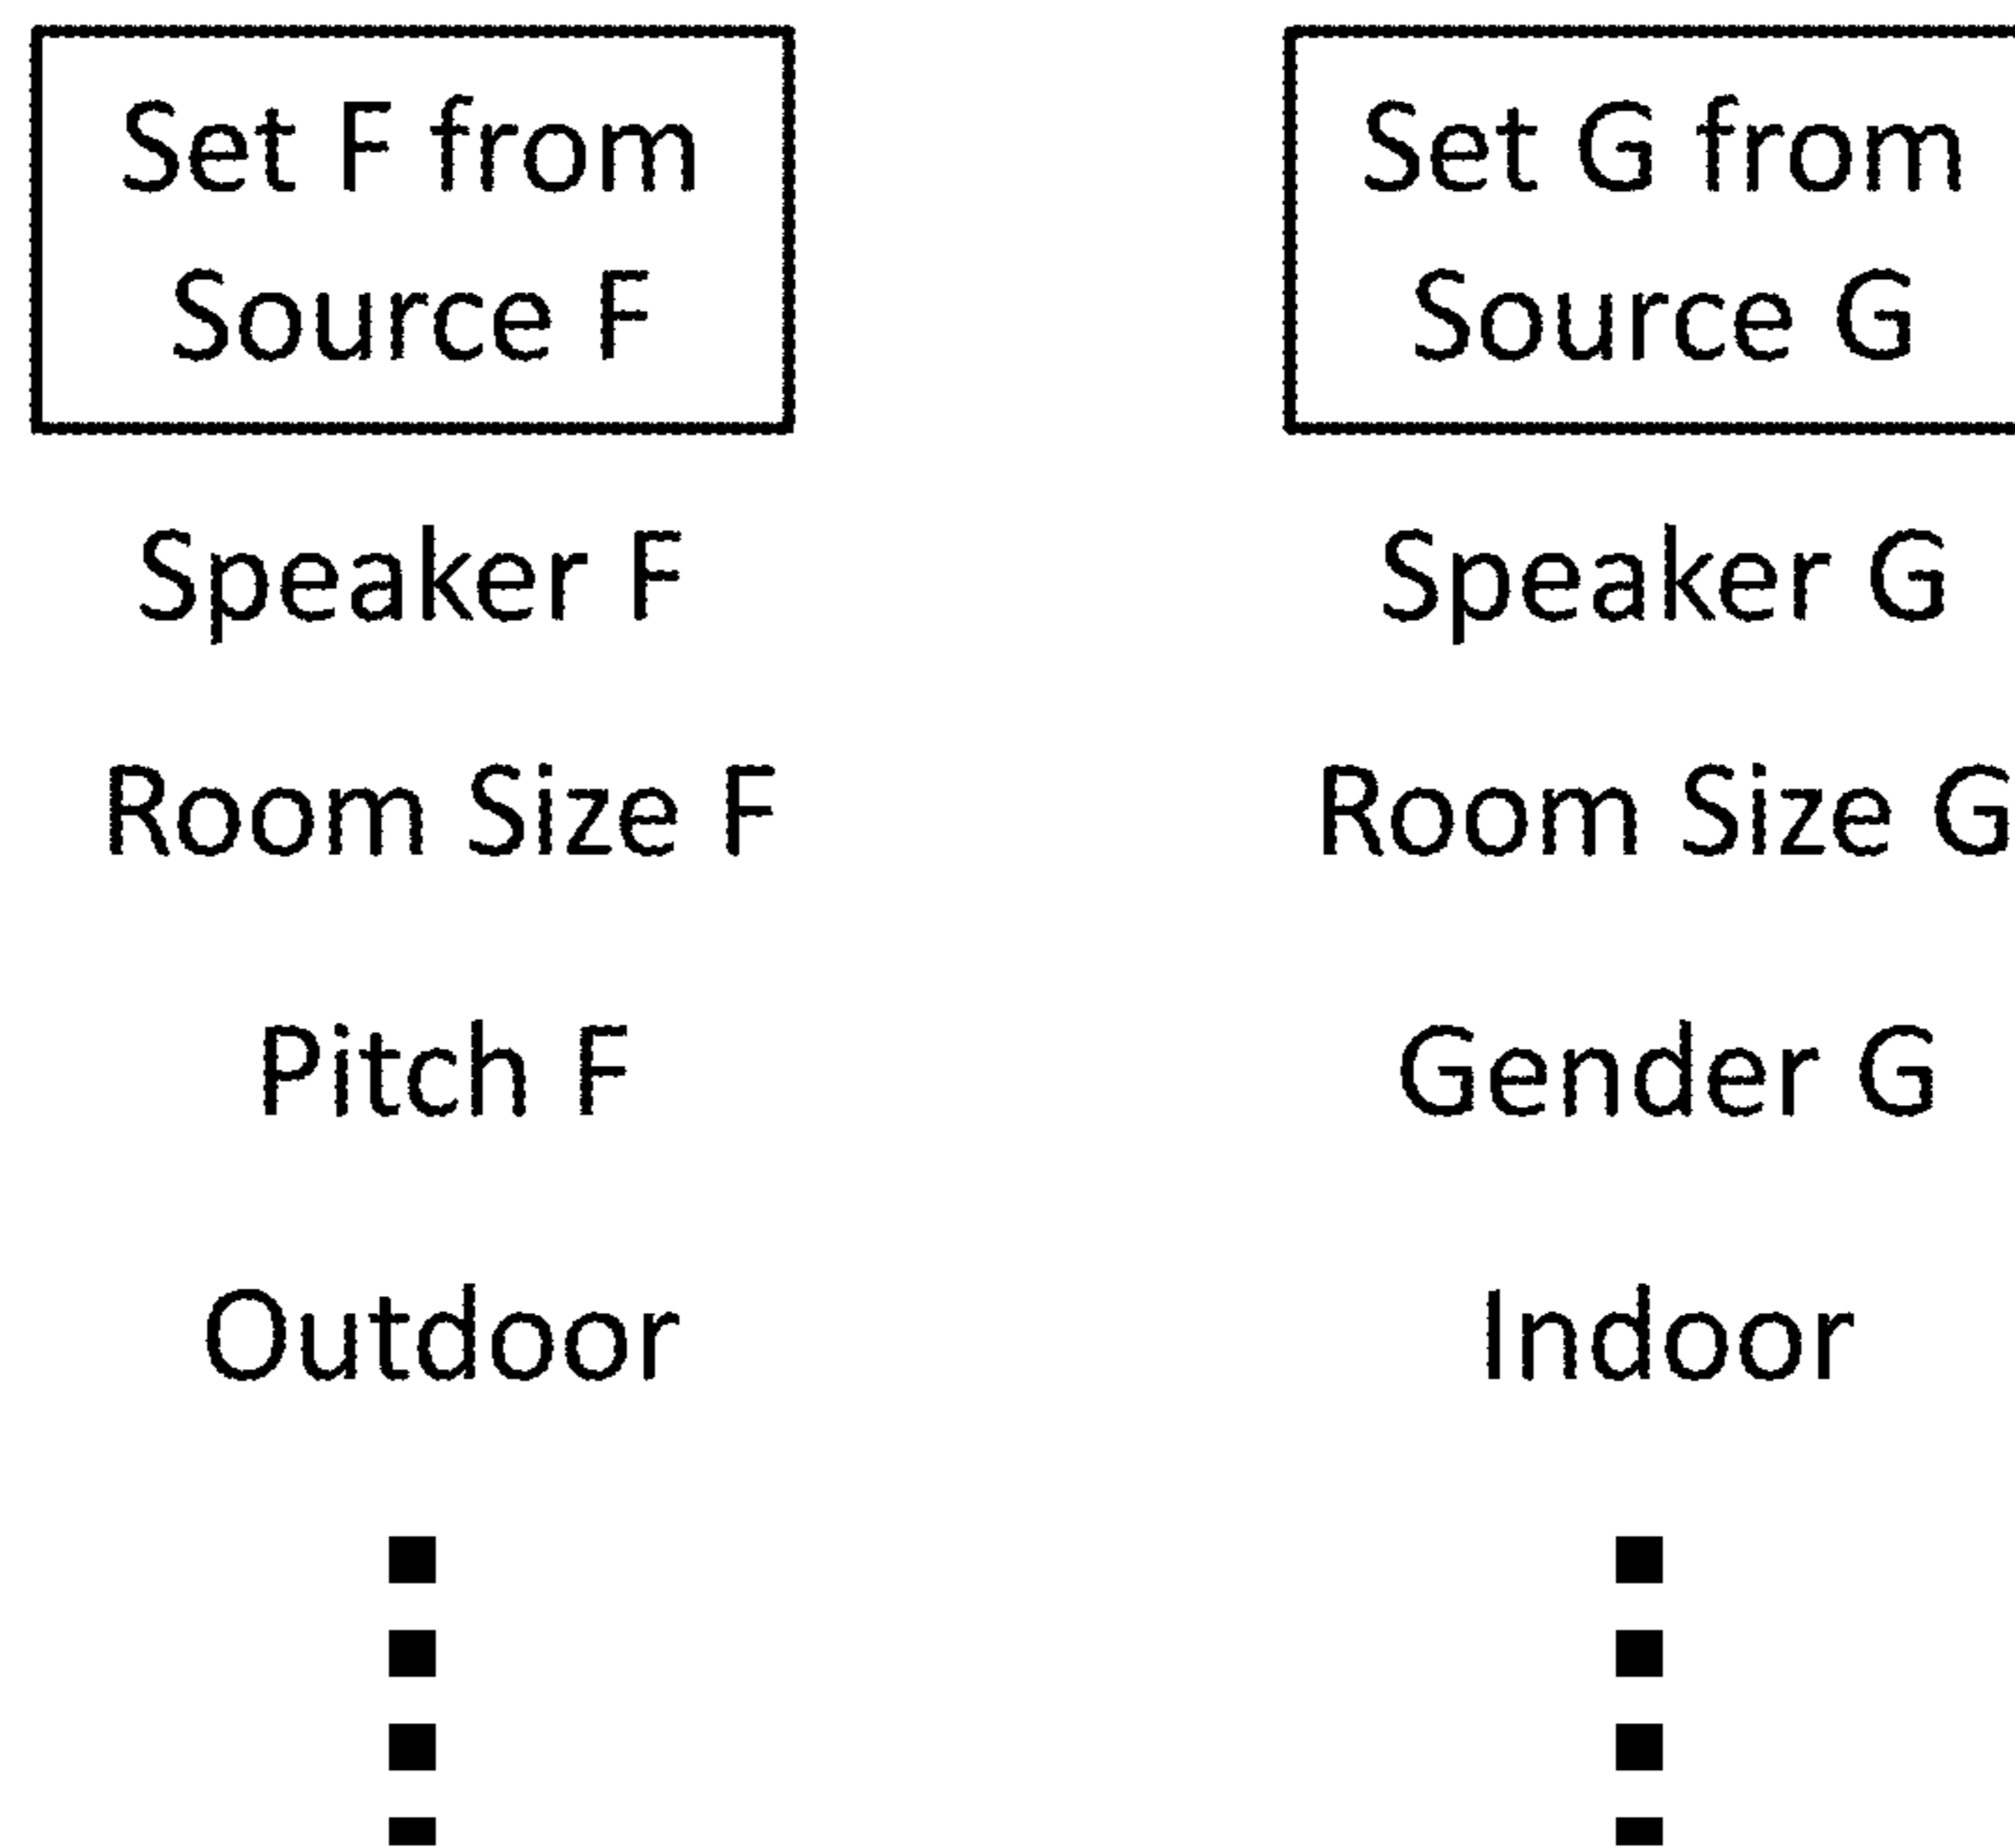 Set F from
Source F
Speaker F
Room Size F
Pitch F
Outdoor
Set G from
Source G
Speaker G
Room Size G
Gender G
Indoor